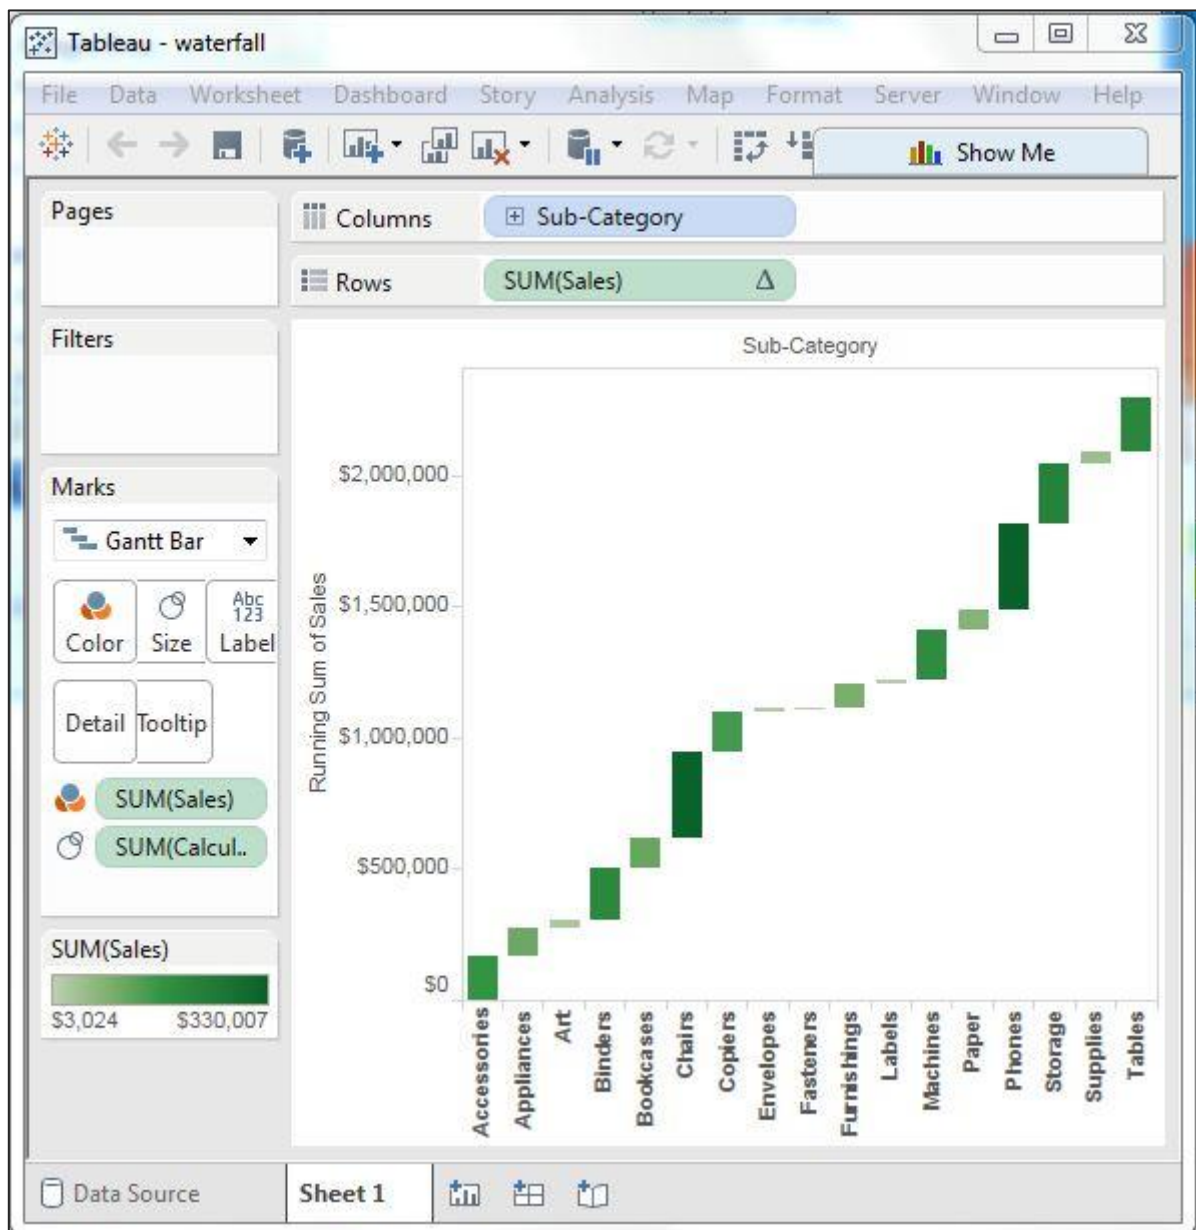 Tableau - waterfall
File Data Worksheet Dashboard Story Analysis Map Format Server Window Help
Show Me
Pages
Columns
Sub-Category
Rows
SUM(Sales) Δ
Filters
Marks
Gantt Bar
Color
Size
Abc
123
Label
Detail
Tooltip
SUM(Sales)
SUM(Calcul..
SUM(Sales)
$3,024 $330,007
Sub-Category
Running Sum of Sales
$2,000,000
$1,500,000
$1,000,000
$500,000
$0
Accessories
Appliances
Art
Binders
Bookcases
Chairs
Copiers
Envelopes
Fasteners
Furnishings
Labels
Machines
Paper
Phones
Storage
Supplies
Tables
Data Source
Sheet 1